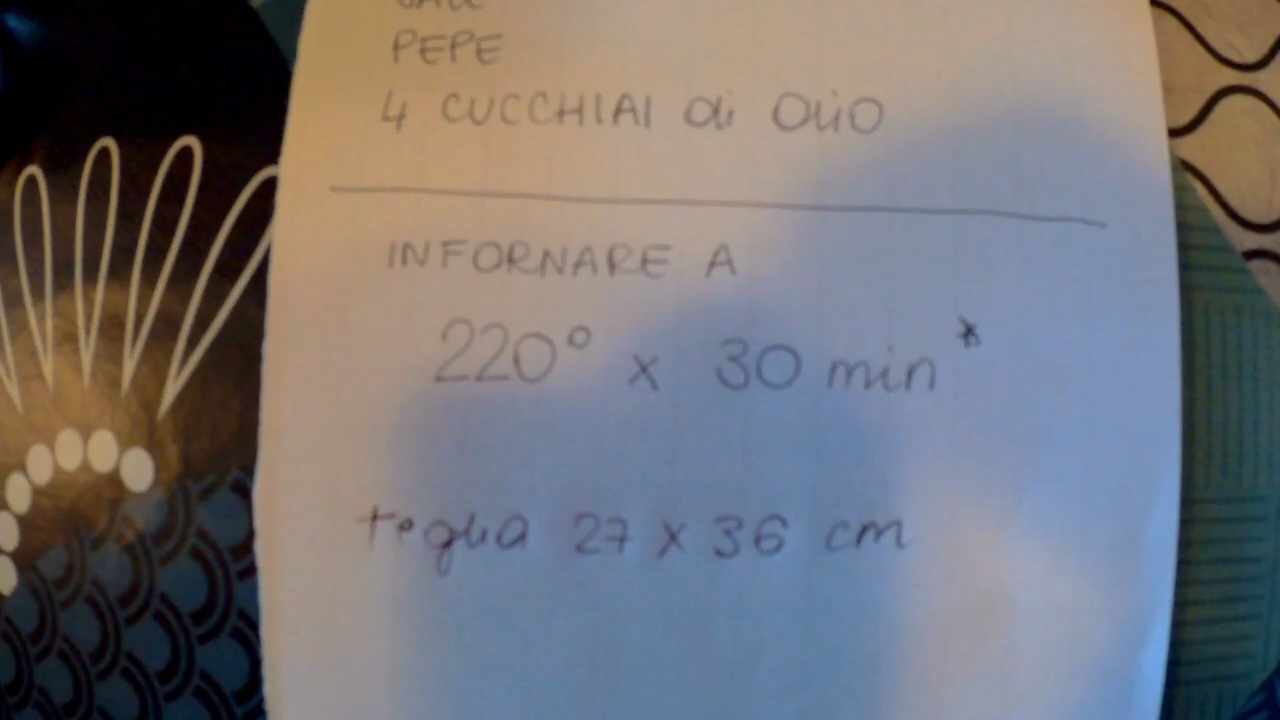 PEPE
4 CUCCHIAI di OliO
INFORNARE A
220° x 30 min*
teglia 27 x 36 cm